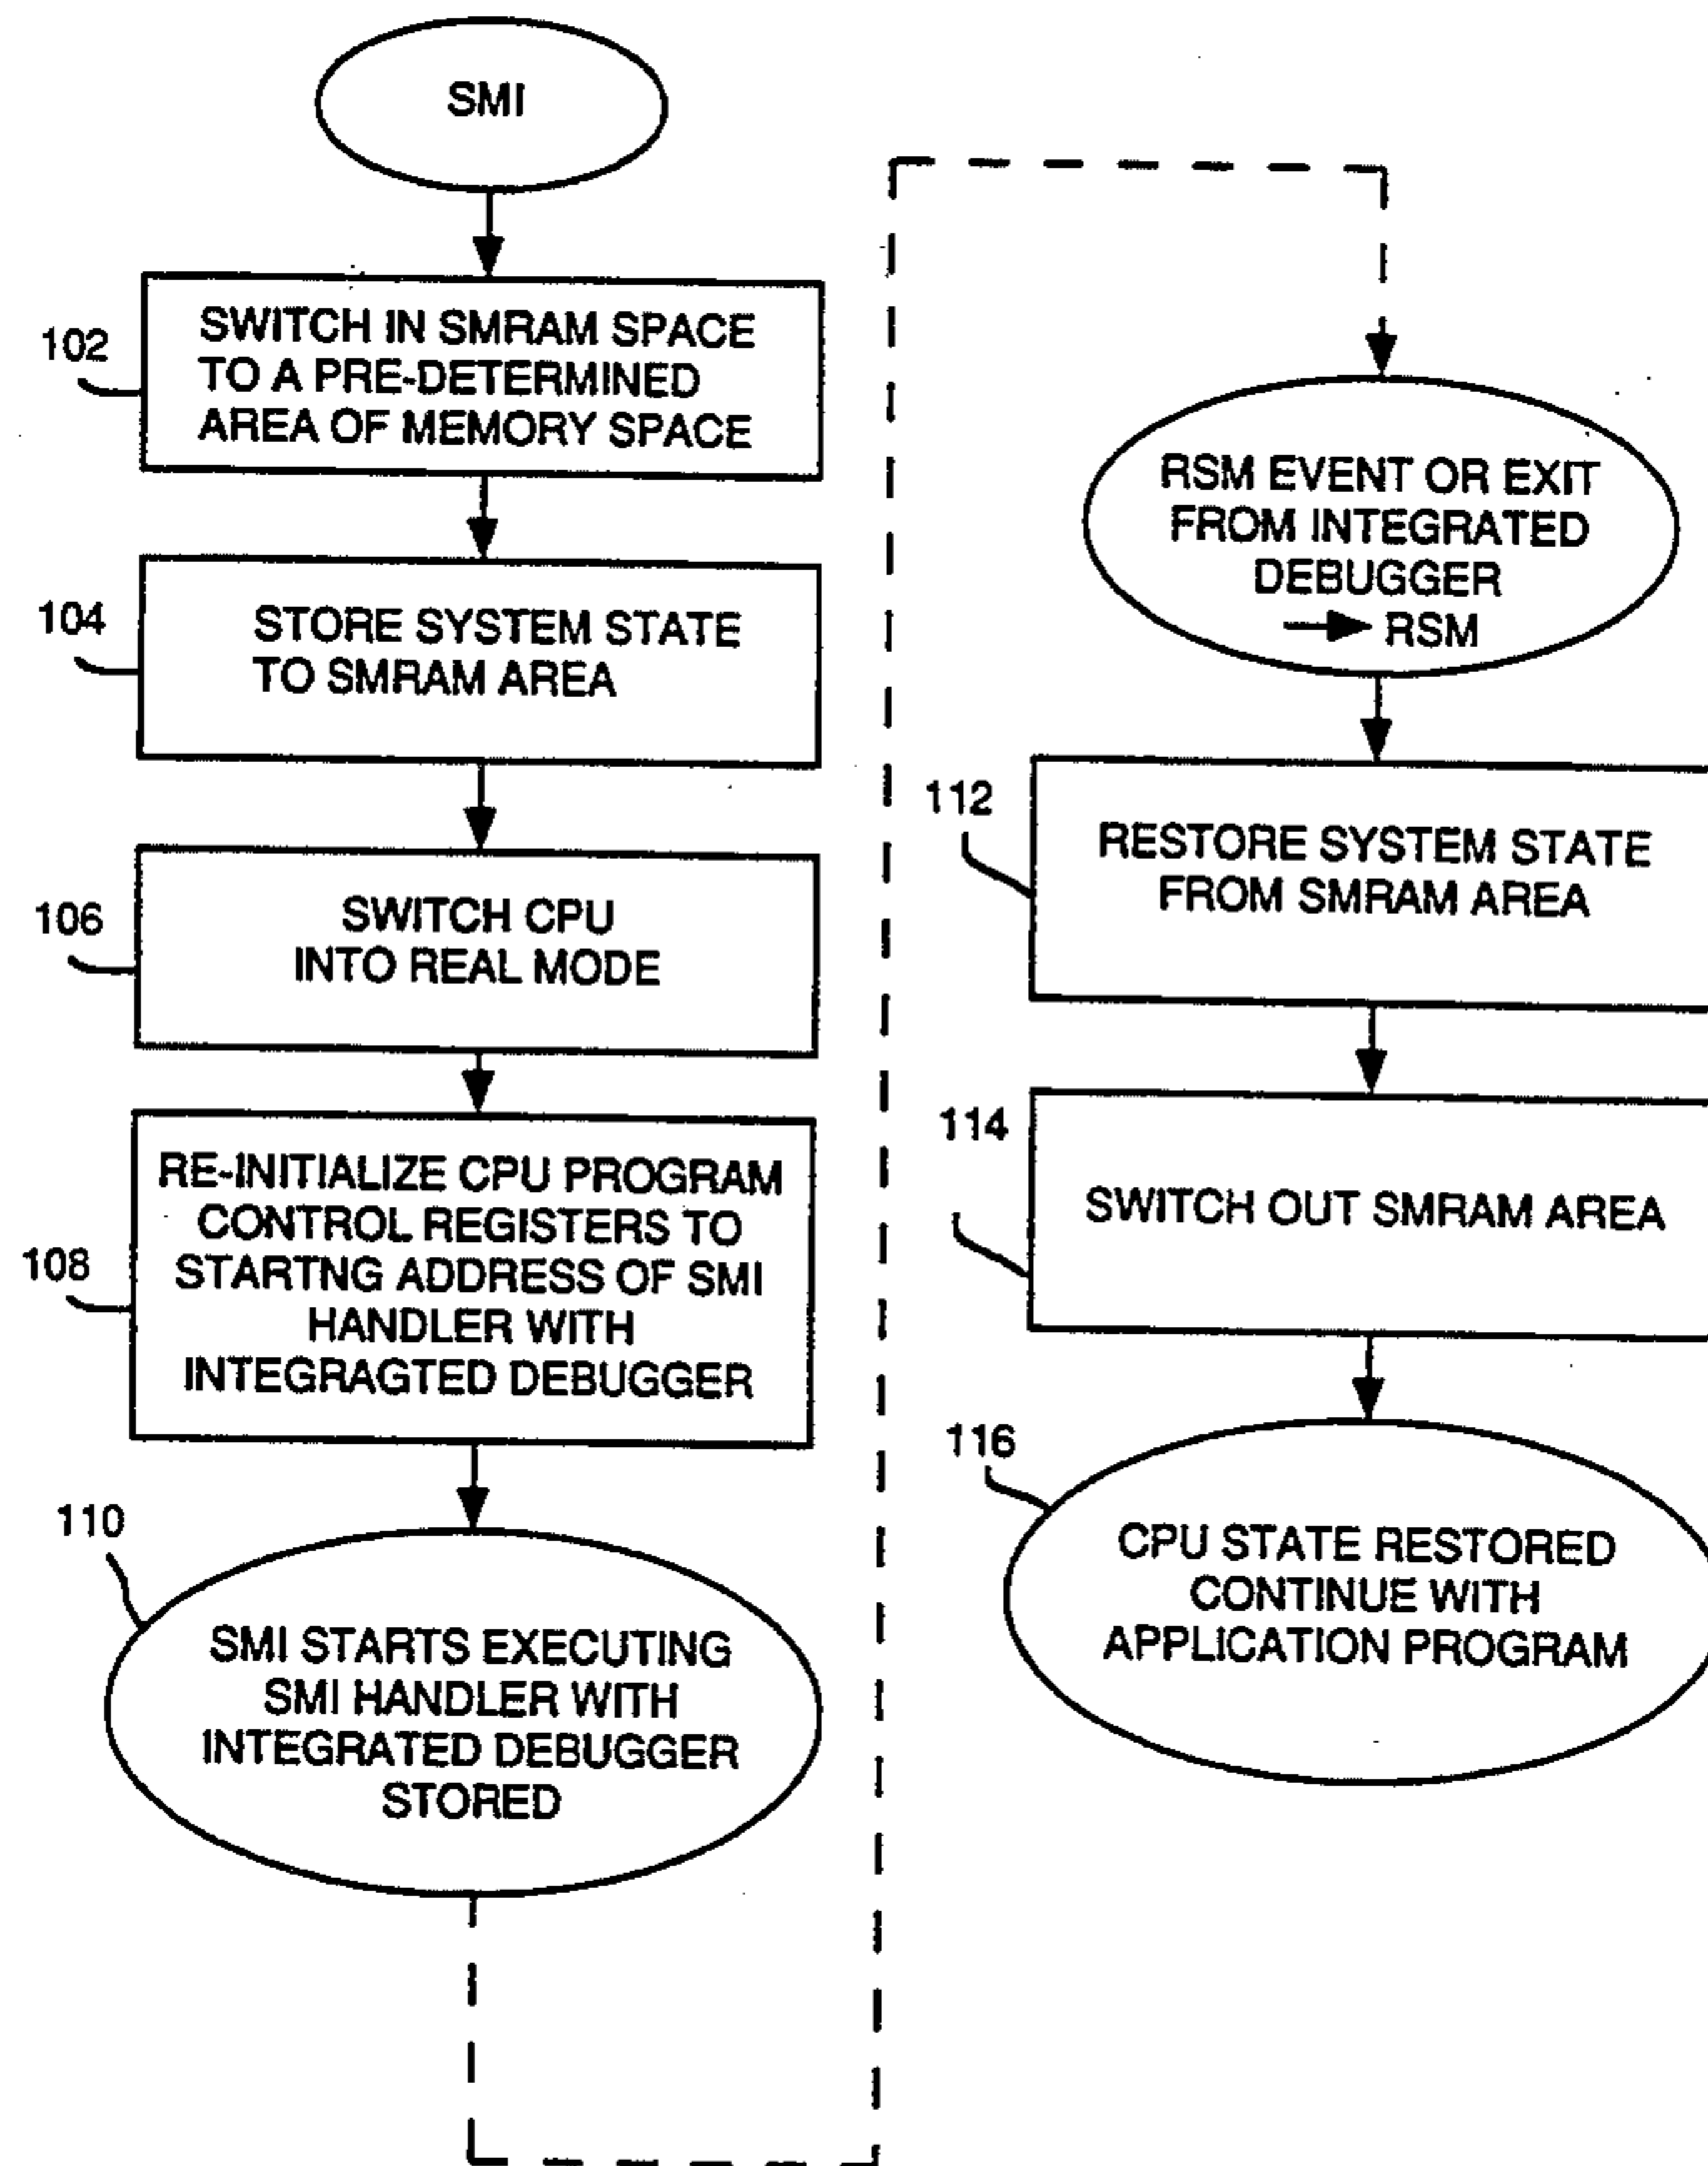 SMI
102
SWITCH IN SMRAM SPACE
TO A PRE-DETERMINED
AREA OF MEMORY SPACE
104
STORE SYSTEM STATE
TO SMRAM AREA
106
SWITCH CPU
INTO REAL MODE
108
RE-INITIALIZE CPU PROGRAM
CONTROL REGISTERS TO
STARTNG ADDRESS OF SMI
HANDLER WITH
INTEGRAGTED DEBUGGER
110
SMI STARTS EXECUTING
SMI HANDLER WITH
INTEGRATED DEBUGGER
STORED
RSM EVENT OR EXIT
FROM INTEGRATED
DEBUGGER
RSM
112
RESTORE SYSTEM STATE
FROM SMRAM AREA
114
SWITCH OUT SMRAM AREA
116
CPU STATE RESTORED
CONTINUE WITH
APPLICATION PROGRAM